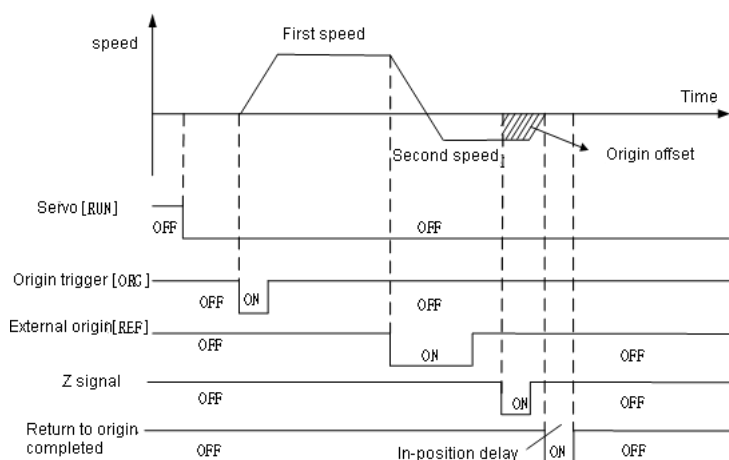 speed
First speed
Time
Second speed
Origin offset
Servo [RUN]
OFF
OFF
Origin trigger [ORG]
OFF
ON
OFF
External origin[REF]
OFF
ON
OFF
Z signal
OFF
ON
OFF
Return to origin
completed
OFF
In-position delay
ON
OFF